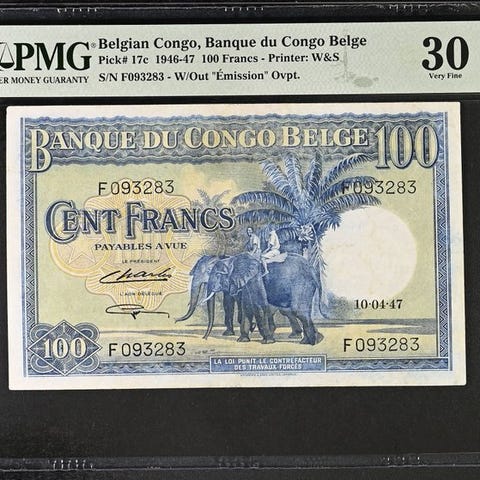 PMG® Belgian Congo, Banque du Congo Belge
Pick# 17c 1946-47 100 Francs - Printer: W&S
ER MONEY GUARANTY
S/N F093283 - W/Out "Émission" Ovpt.
30
Very Fine
BANQUE DU CONGO BELGE 100
F093283
F093283
CENT FRANCS
PAYABLES A VUE
LE PRÉSIDENT
L'ADM. DÉLÉGUÉ
10-04-47
100
F093283
F093283
LA LOI PUNIT LE CONTREFACTEUR
DES TRAVAUX FORCÉS